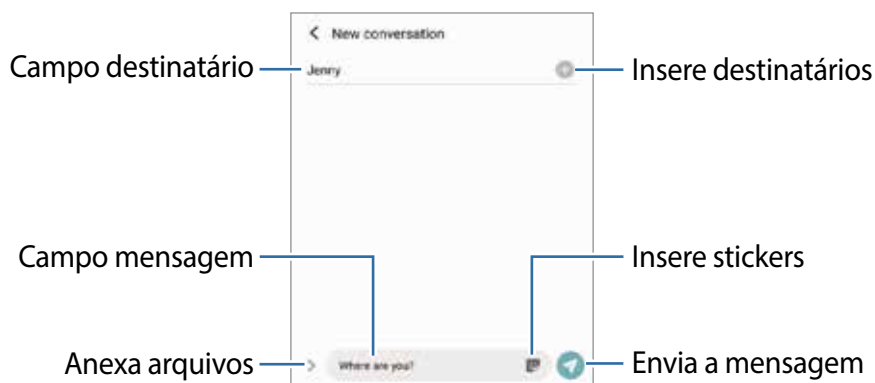 New conversation
Campo destinatário
Jenny
Insere destinatários
Campo mensagem
Insere stickers
Anexa arquivos
Where are you?
Envia a mensagem